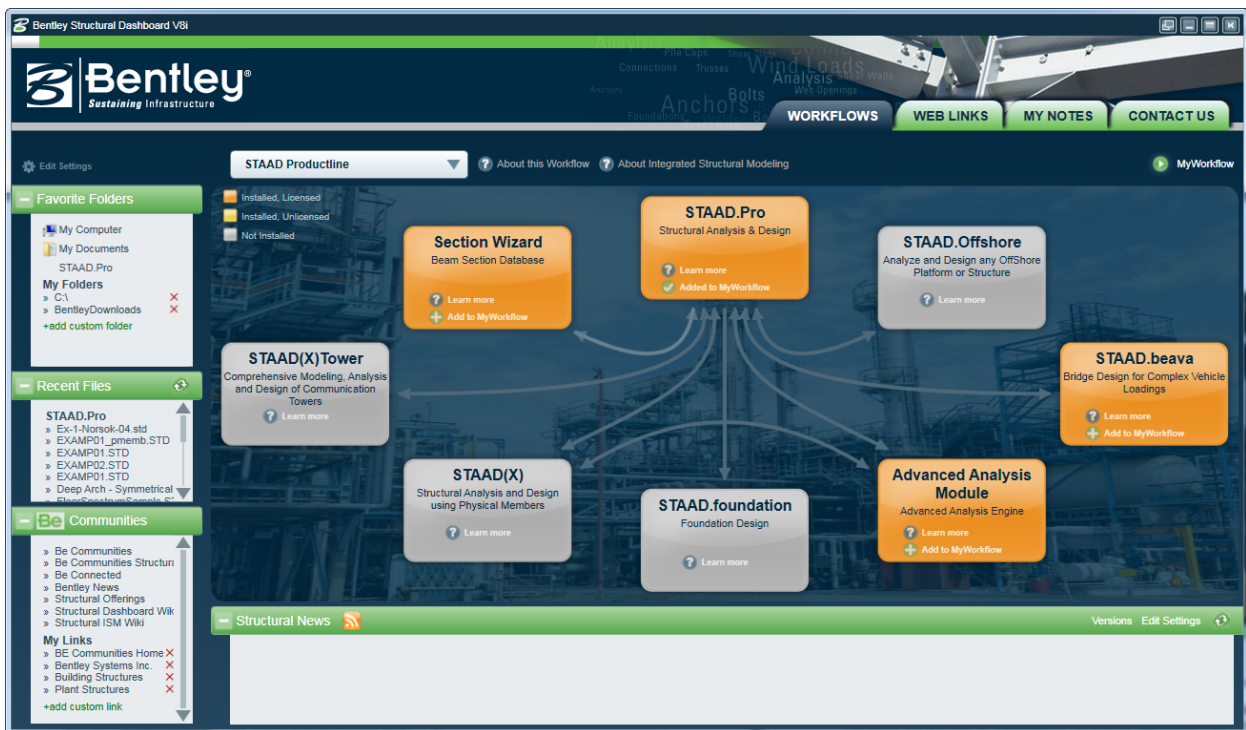 Bentley Structural Dashboard V8i
Bentley®
Sustaining Infrastructure
Anaylsis
Pile Caps
Connections Trusses Wind Loads
Analysis Shear Walls
Anchors Bolts Web Openings
Anchors
Foundations
WORKFLOWS WEB LINKS MY NOTES CONTACT US
Edit Settings
STAAD Productline
About this Workflow
About Integrated Structural Modeling
MyWorkflow
Favorite Folders
My Computer
My Documents
STAAD.Pro
My Folders
» C:\
» BentleyDownloads
+add custom folder
Recent Files
STAAD.Pro
» Ex-1-Norsok-04.std
» EXAMP01_pmemb.STD
» EXAMP01.STD
» EXAMP02.STD
» EXAMP01.STD
» Deep Arch - Symmetrical
Be Communities
» Be Communities
» Be Communities Structura
» Be Connected
» Bentley News
» Structural Offerings
» Structural Dashboard Wik
» Structural ISM Wiki
My Links
» BE Communities Home
» Bentley Systems Inc.
» Building Structures
» Plant Structures
+add custom link
Installed, Licensed
Installed, Unlicensed
Not Installed
STAAD.Pro
Structural Analysis & Design
Learn more
Added to MyWorkflow
Section Wizard
Beam Section Database
Learn more
Add to MyWorkflow
STAAD.Offshore
Analyze and Design any OffShore
Platform or Structure
Learn more
STAAD(X)Tower
Comprehensive Modeling, Analysis
and Design of Communication
Towers
Learn more
STAAD.beava
Bridge Design for Complex Vehicle
Loadings
Learn more
Add to MyWorkflow
STAAD(X)
Structural Analysis and Design
using Physical Members
Learn more
STAAD.foundation
Foundation Design
Learn more
Advanced Analysis
Module
Advanced Analysis Engine
Learn more
Add to MyWorkflow
Structural News
Versions Edit Settings